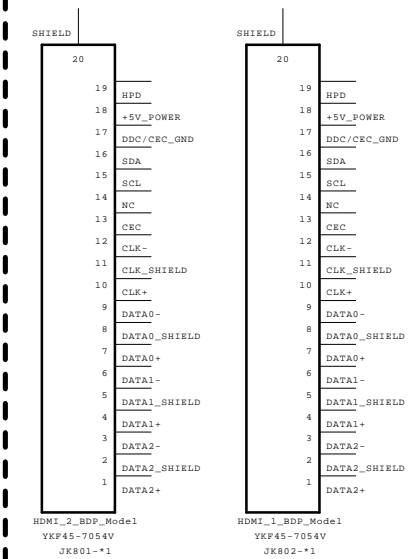 SHIELD
20
19
HPD
18
+5V_POWER
17
DDC/CEC_GND
16
SDA
15
SCL
14
NC
13
CEC
12
CLK-
11
CLK_SHIELD
10
CLK+
9
DATA0-
8
DATA0_SHIELD
7
DATA0+
6
DATA1-
5
DATA1_SHIELD
4
DATA1+
3
DATA2-
2
DATA2_SHIELD
1
DATA2+
HDMI_2_BDP_Model
YKF45-7054V
JK801-*1
SHIELD
20
19
HPD
18
+5V_POWER
17
DDC/CEC_GND
16
SDA
15
SCL
14
NC
13
CEC
12
CLK-
11
CLK_SHIELD
10
CLK+
9
DATA0-
8
DATA0_SHIELD
7
DATA0+
6
DATA1-
5
DATA1_SHIELD
4
DATA1+
3
DATA2-
2
DATA2_SHIELD
1
DATA2+
HDMI_1_BDP_Model
YKF45-7054V
JK802-*1